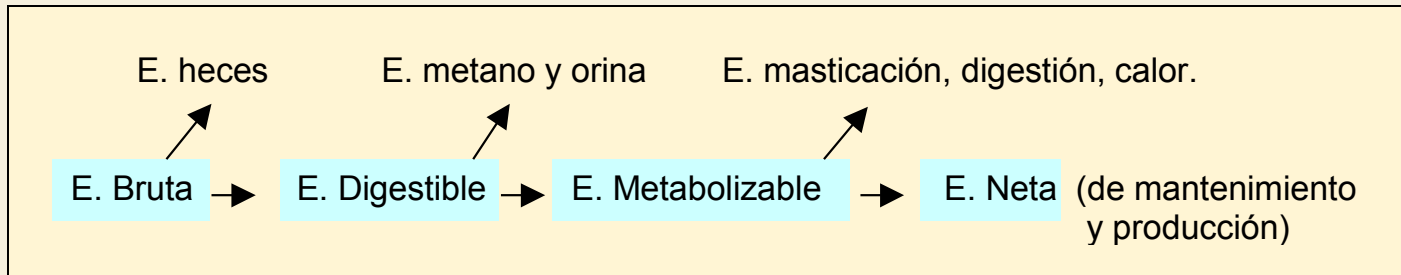 E. heces E. metano y orina E. masticación, digestión, calor.
E. Bruta E. Digestible E. Metabolizable E. Neta (de mantenimiento
y producción)